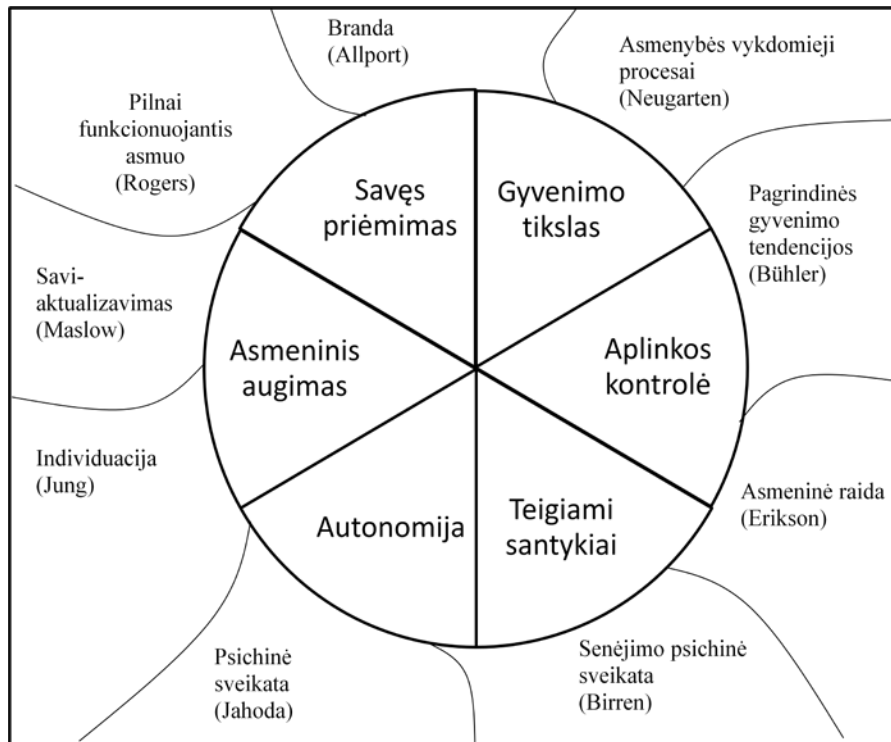 Branda
(Allport)
Asmenybės vykdomieji
procesai
(Neugarten)
Pilnai
funkcionuojantis
asmuo
(Rogers)
Savęs
priėmimas
Gyvenimo
tikslas
Pagrindinės
gyvenimo
tendencijos
(Bühler)
Savi-
aktualizavimas
(Maslow)
Asmeninis
augimas
Aplinkos
kontrolė
Individuacija
(Jung)
Autonomija
Teigiami
santykiai
Asmeninė raida
(Erikson)
Psichinė
sveikata
(Jahoda)
Senėjimo psichinė
sveikata
(Birren)